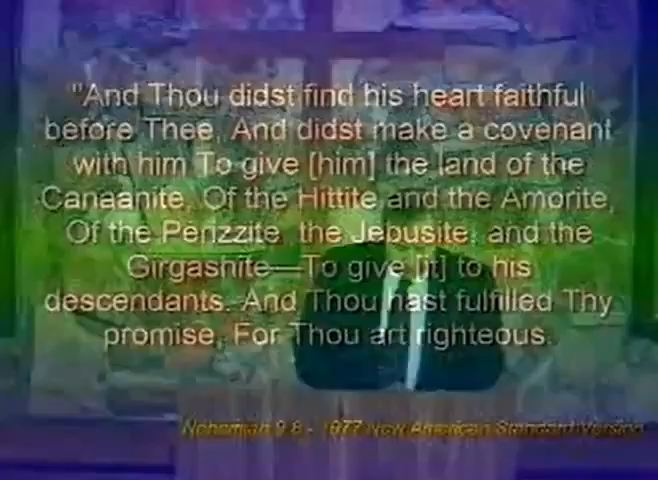 "And Thou didst find his heart faithful
before Thee, And didst make a covenant
with him To give [him] the land of the
Canaanite, Of the Hittite and the Amorite,
Of the Perizzite, the Jebusite, and the
Girgashite—To give [it] to his
descendants. And Thou hast fulfilled Thy
promise, For Thou art righteous.
Nehemiah 9:8 - 1977 New American Standard Version